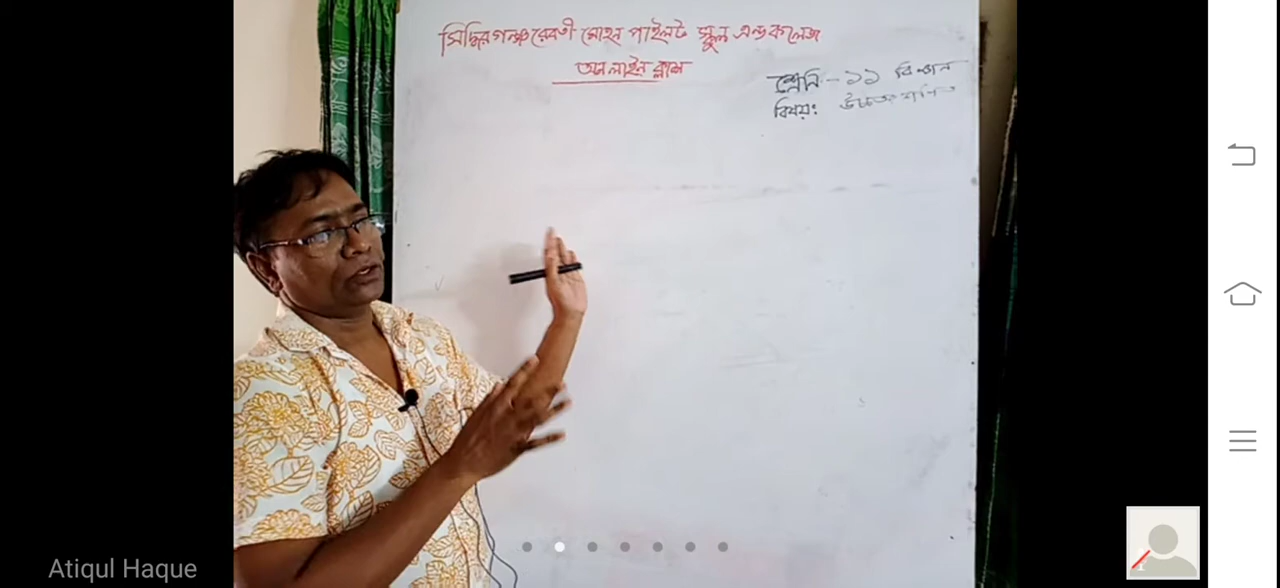 সিদ্ধিরগঞ্জ রেবতী মোহন পাইলট স্কুল এন্ড কলেজ
অনলাইন ক্লাস
শ্রেনি - ১১ বিজ্ঞান
বিষয়: উচ্চতর গণিত
Atiqul Haque